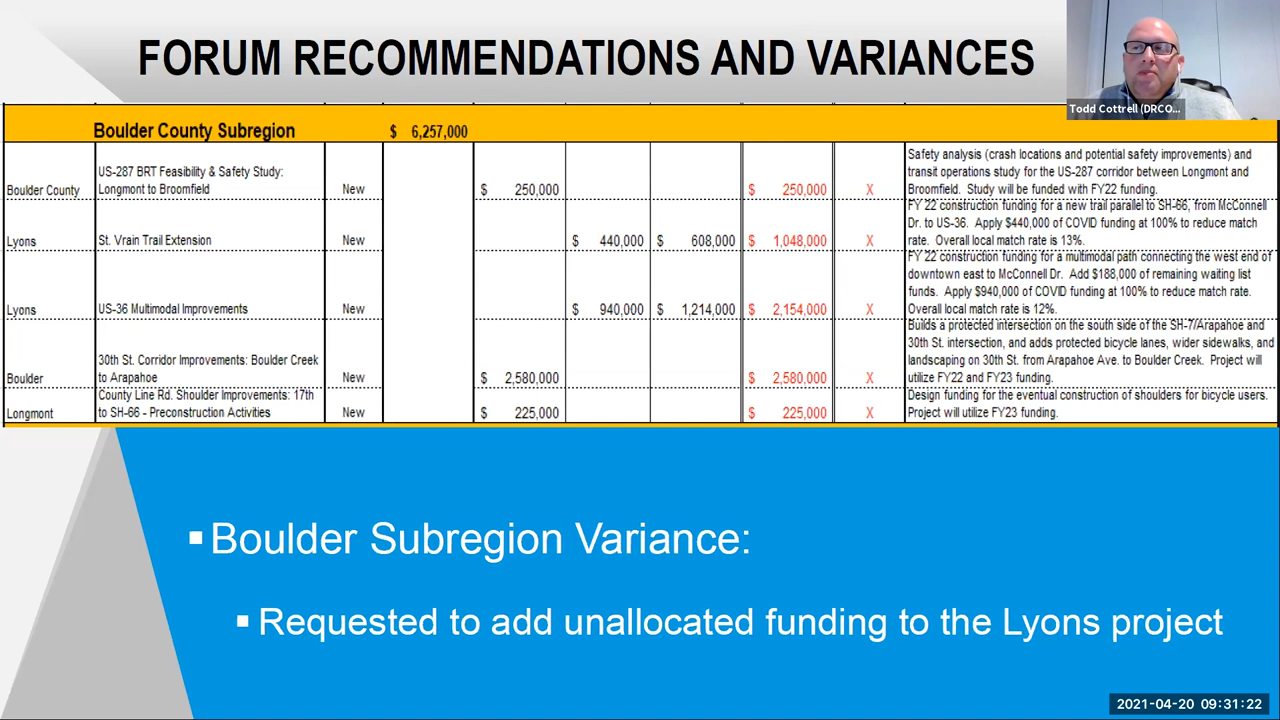 FORUM RECOMMENDATIONS AND VARIANCES
Todd Cottrell (DRCO...
Boulder County Subregion $ 6,257,000
Boulder County US-287 BRT Feasibility & Safety Study: Longmont to Broomfield New $ 250,000 $ 250,000 X Safety analysis (crash locations and potential safety improvements) and
transit operations study for the US-287 corridor between Longmont and
Broomfield. Study will be funded with FY22 funding.
Lyons St. Vrain Trail Extension New $ 440,000 $ 608,000 $ 1,048,000 X FY 22 construction funding for a new trail parallel to SH-66, from McConnell
Dr. to US-36. Apply $440,000 of COVID funding at 100% to reduce match
rate. Overall local match rate is 13%.
Lyons US-36 Multimodal Improvements New $ 940,000 $ 1,214,000 $ 2,154,000 X FY 22 construction funding for a multimodal path connecting the west end of
downtown east to McConnell Dr. Add $188,000 of remaining waiting list
funds. Apply $940,000 of COVID funding at 100% to reduce match rate.
Overall local match rate is 12%.
Boulder 30th St. Corridor Improvements: Boulder Creek to Arapahoe New $ 2,580,000 $ 2,580,000 X Builds a protected intersection on the south side of the SH-7/Arapahoe and
30th St. intersection, and adds protected bicycle lanes, wider sidewalks, and
landscaping on 30th St. from Arapahoe Ave. to Boulder Creek. Project will
utilize FY22 and FY23 funding.
Longmont County Line Rd. Shoulder Improvements: 17th to SH-66 - Preconstruction Activities New $ 225,000 $ 225,000 X Design funding for the eventual construction of shoulders for bicycle users.
Project will utilize FY23 funding.
▪ Boulder Subregion Variance:
▪ Requested to add unallocated funding to the Lyons project
2021-04-20 09:31:22